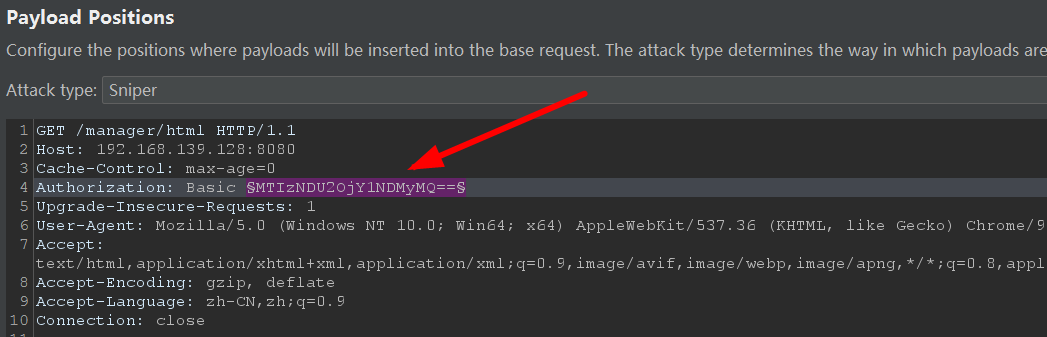 Payload Positions
Configure the positions where payloads will be inserted into the base request. The attack type determines the way in which payloads are
Attack type: Sniper
1 GET /manager/html HTTP/1.1
2 Host: 192.168.139.128:8080
3 Cache-Control: max-age=0
4 Authorization: Basic §MTIzNDU2OjY1NDMyMQ==§
5 Upgrade-Insecure-Requests: 1
6 User-Agent: Mozilla/5.0 (Windows NT 10.0; Win64; x64) AppleWebKit/537.36 (KHTML, like Gecko) Chrome/9
7 Accept:
text/html,application/xhtml+xml,application/xml;q=0.9,image/avif,image/webp,image/apng,*/*;q=0.8,appl
8 Accept-Encoding: gzip, deflate
9 Accept-Language: zh-CN,zh;q=0.9
10 Connection: close